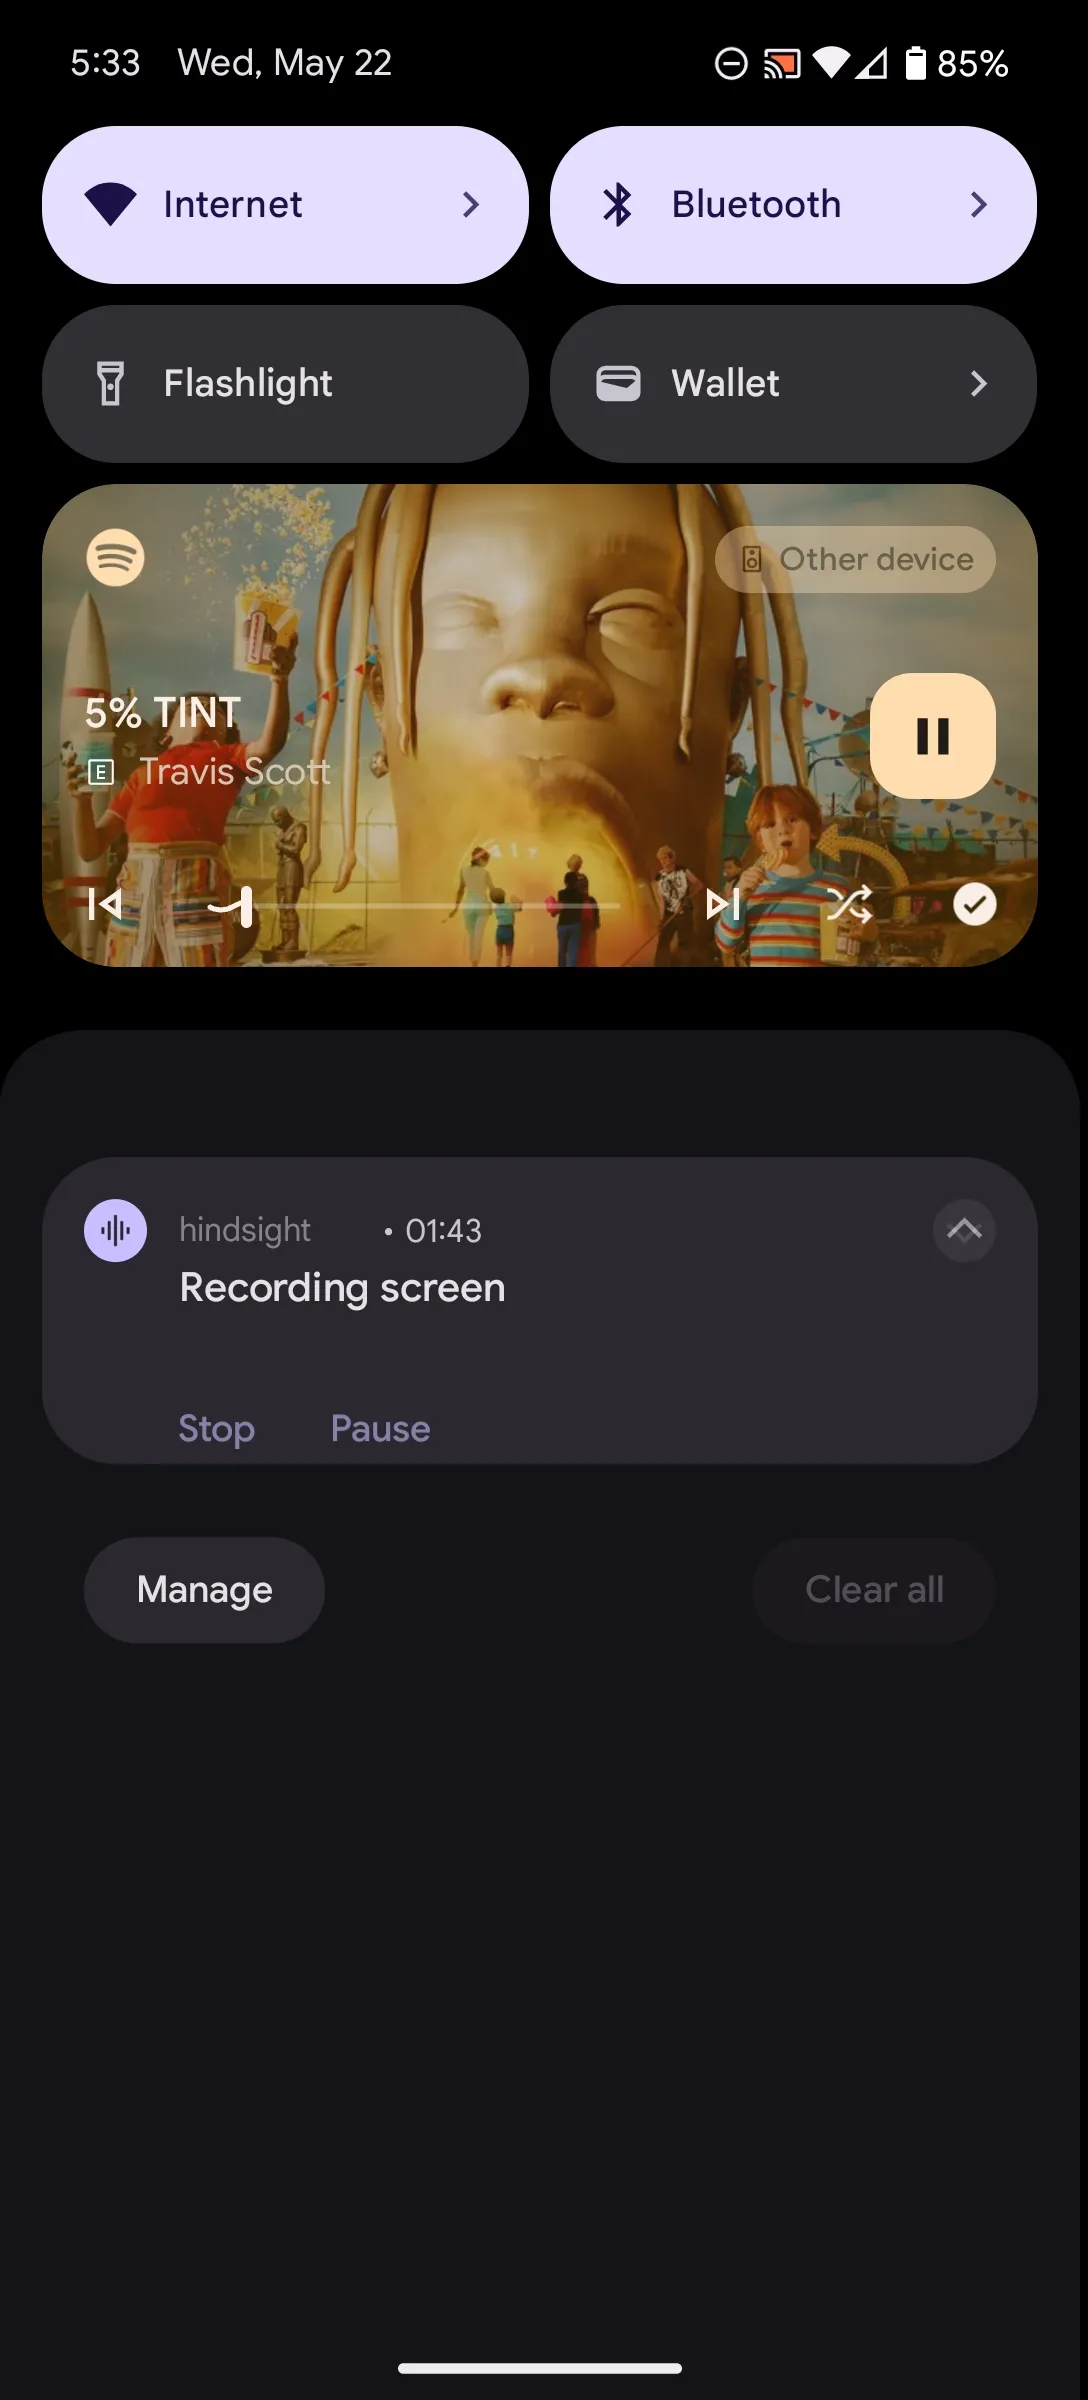 5:33 Wed, May 22 85%
Internet Bluetooth
Flashlight Wallet
Other device
5% TINT
E Travis Scott
hindsight • 01:43
Recording screen
Stop Pause
Manage Clear all